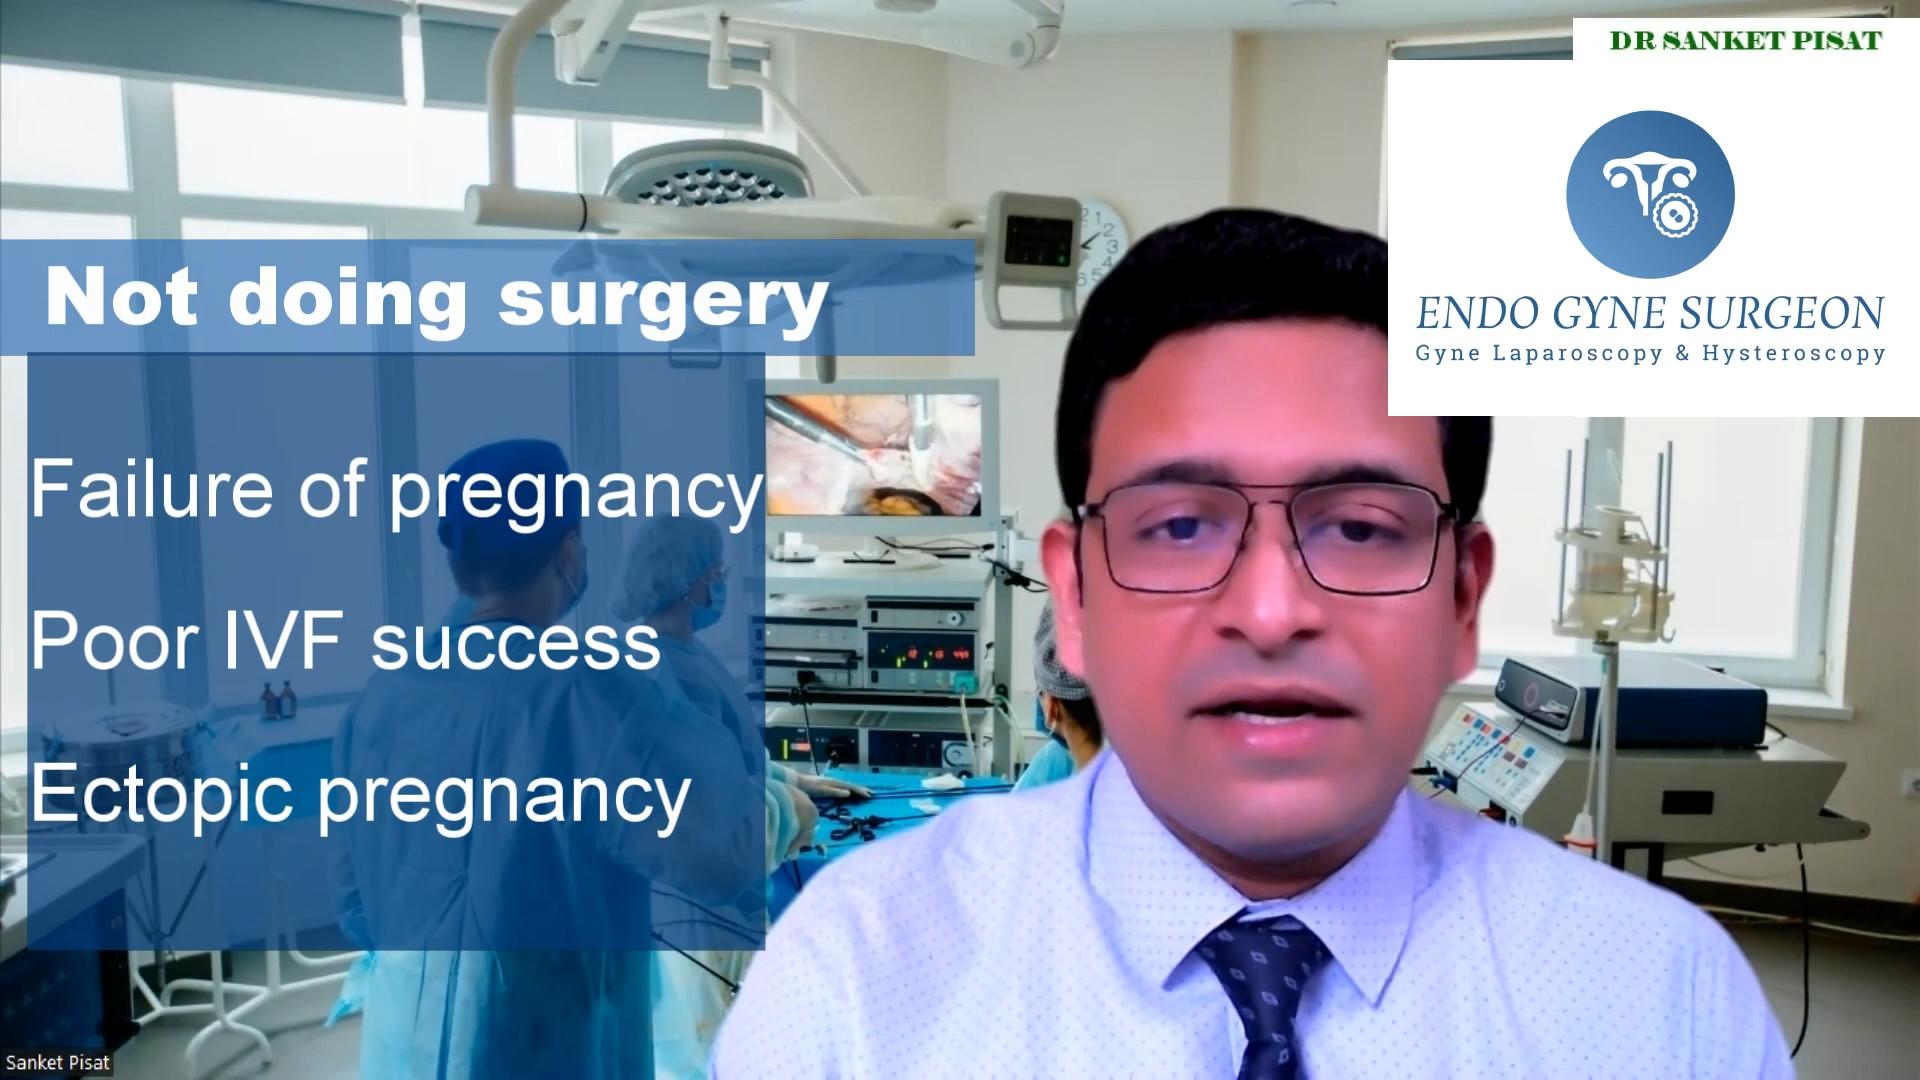 DR SANKET PISAT
ENDO GYNE SURGEON
Gyne Laparoscopy & Hysteroscopy
Not doing surgery
Failure of pregnancy
Poor IVF success
Ectopic pregnancy
Sanket Pisat